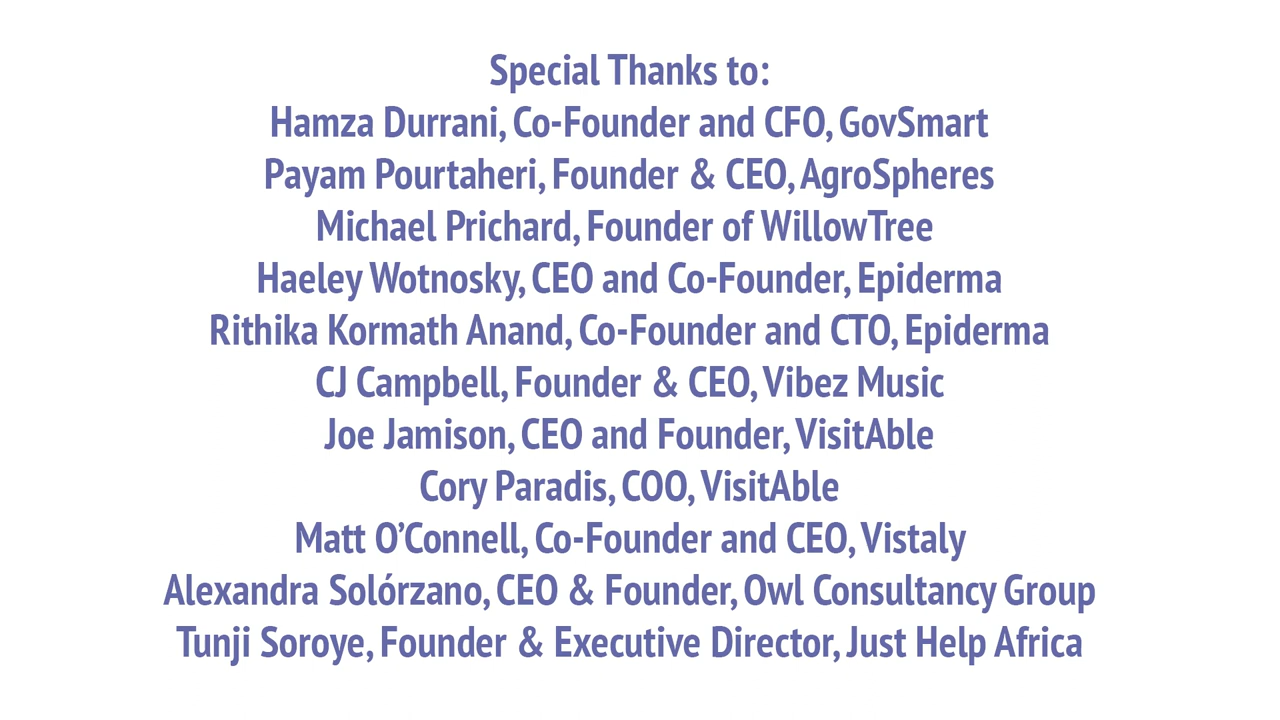 Special Thanks to:
Hamza Durrani, Co-Founder and CFO, GovSmart
Payam Pourtaheri, Founder & CEO, AgroSpheres
Michael Prichard, Founder of WillowTree
Haeley Wotnosky, CEO and Co-Founder, Epiderma
Rithika Kormath Anand, Co-Founder and CTO, Epiderma
CJ Campbell, Founder & CEO, Vibez Music
Joe Jamison, CEO and Founder, VisitAble
Cory Paradis, COO, VisitAble
Matt O’Connell, Co-Founder and CEO, Vistaly
Alexandra Solórzano, CEO & Founder, Owl Consultancy Group
Tunji Soroye, Founder & Executive Director, Just Help Africa